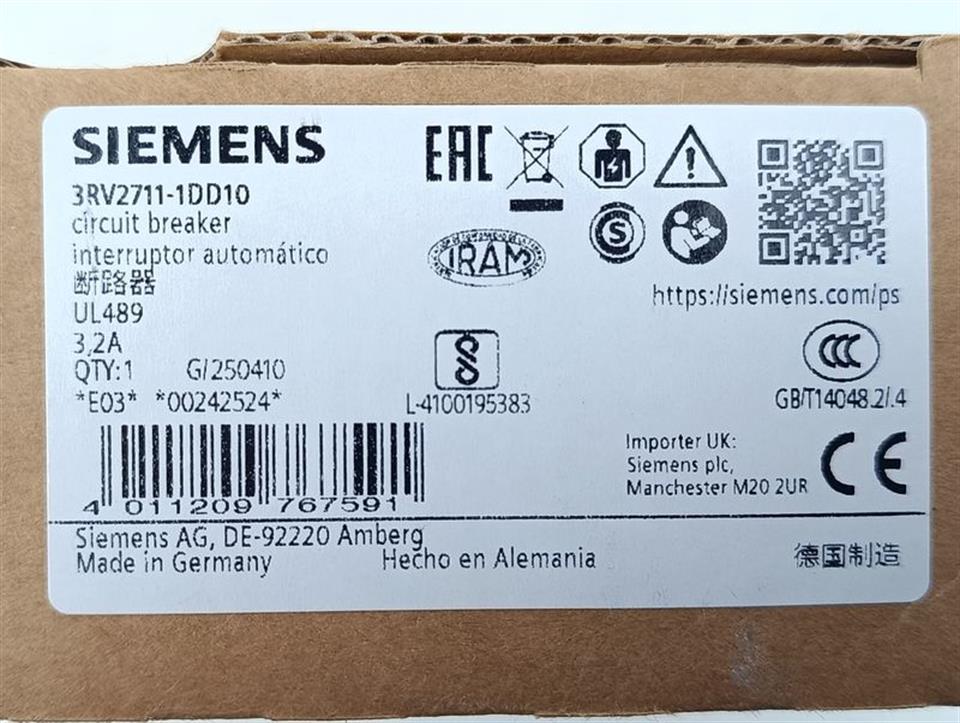 SIEMENS
3RV2711-1DD10
circuit breaker
interruptor automático
断路器
UL489
3,2A
QTY:1 G/250410
*E03* *00242524*
4 011209 767591
EAC
S
IRAM
S
L-4100195383
https://siemens.com/ps
CCC
GB/T14048.2/.4
Importer UK:
Siemens plc,
Manchester M20 2UR
CE
Siemens AG, DE-92220 Amberg
Made in Germany Hecho en Alemania 德国制造